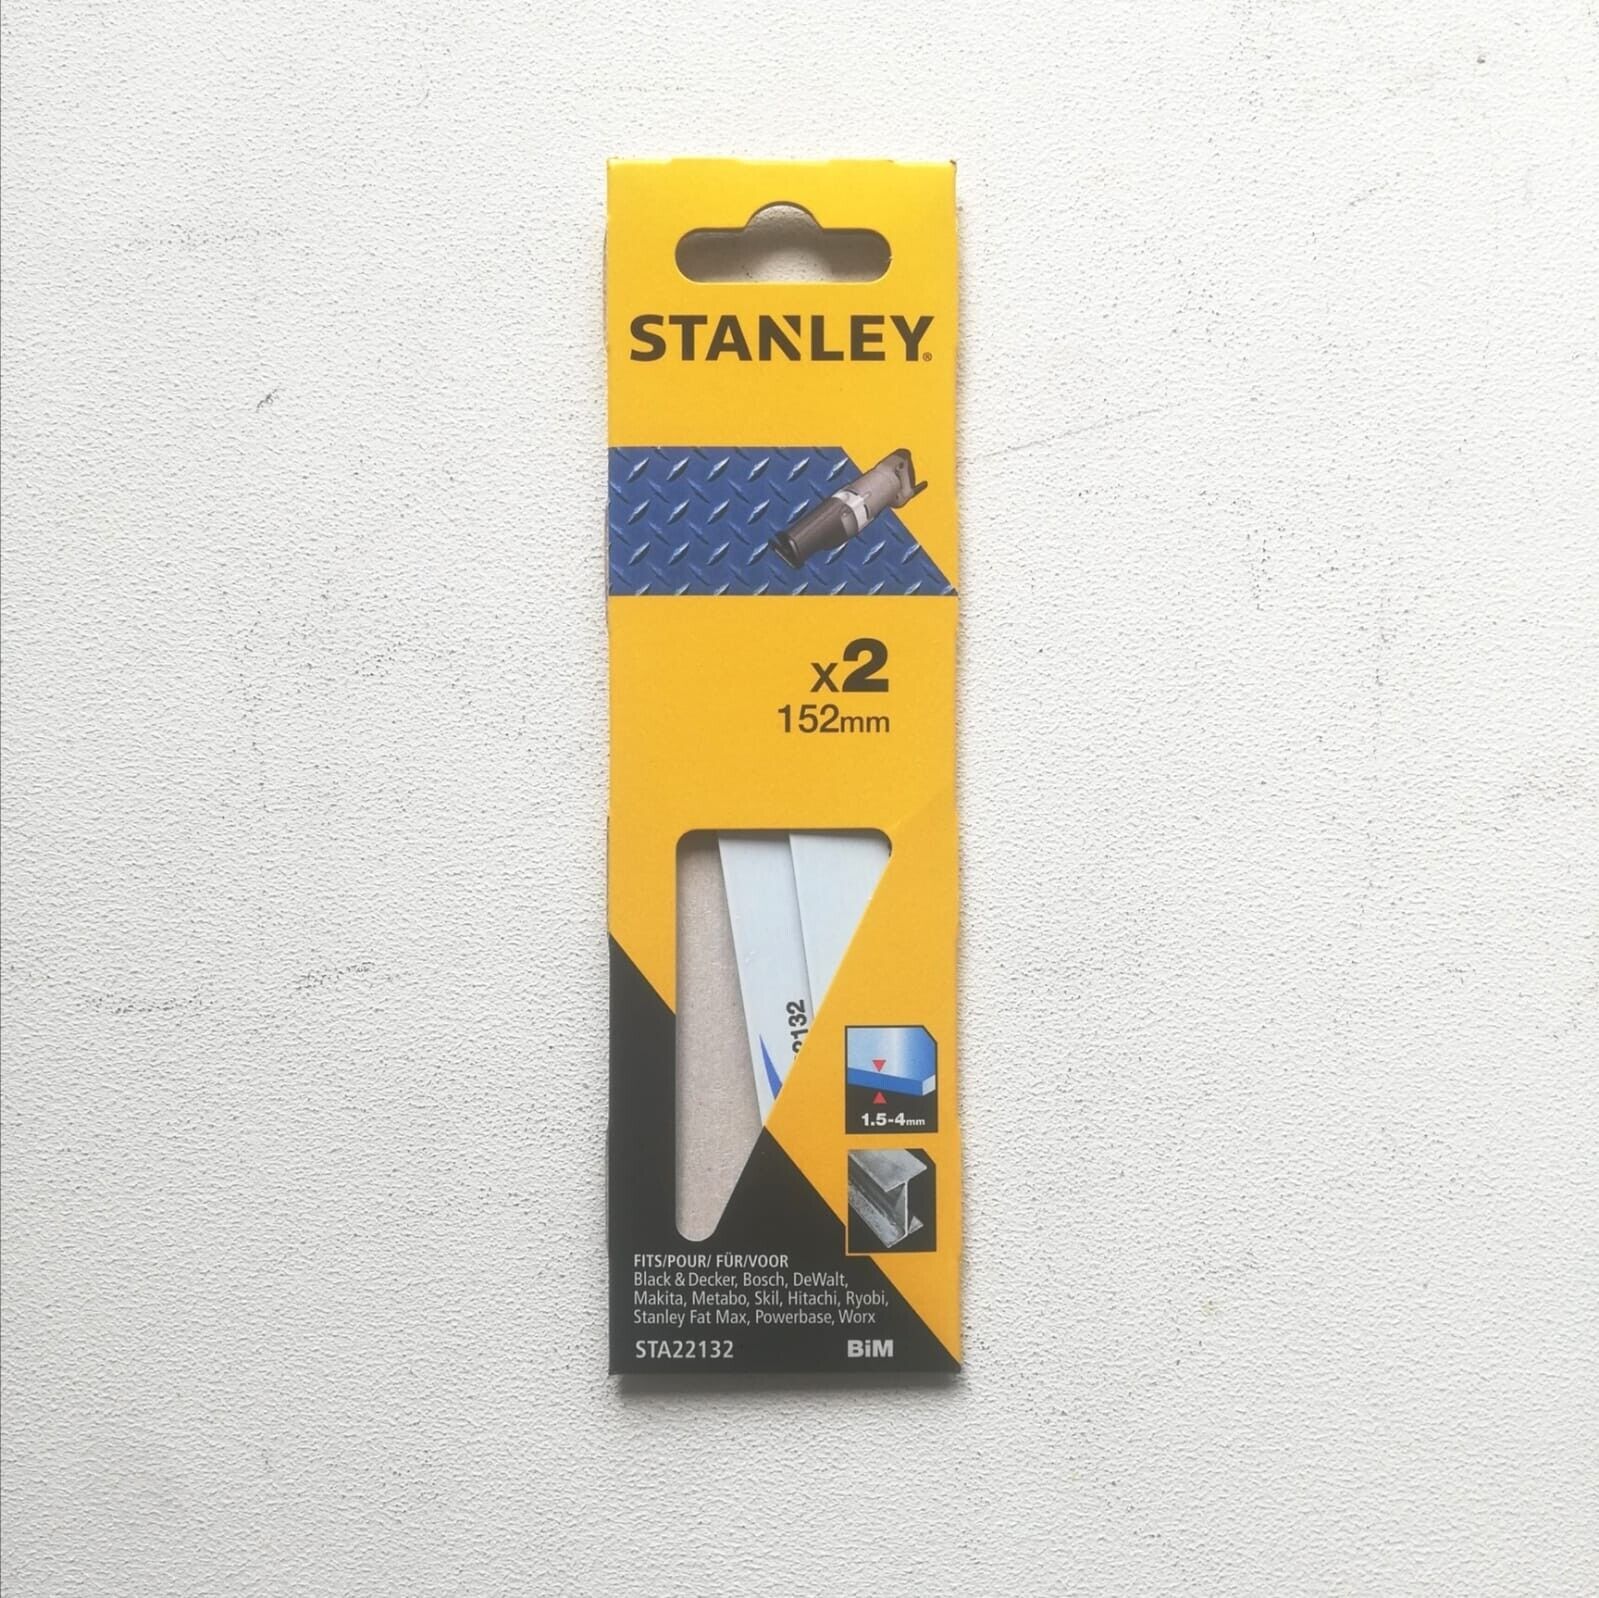 STANLEY®
x2
152mm
2132
1.5-4mm
FITS/POUR/ FÜR/VOOR
Black & Decker, Bosch, DeWalt,
Makita, Metabo, Skil, Hitachi, Ryobi,
Stanley Fat Max, Powerbase, Worx
STA22132
BiM